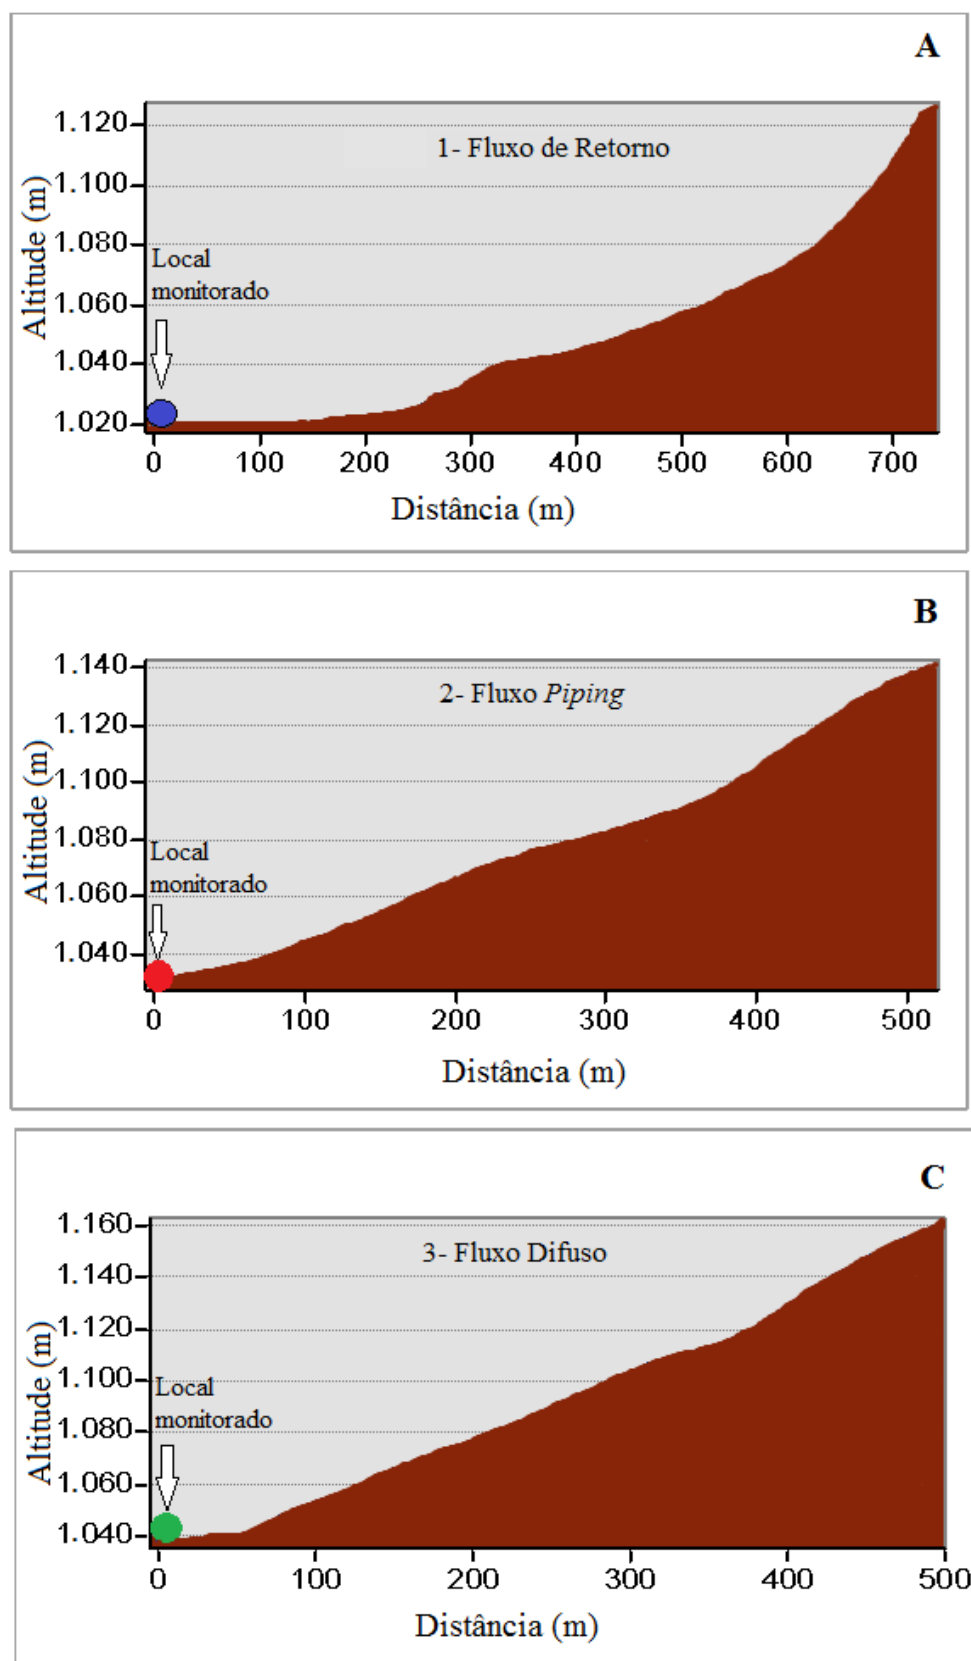 A
1- Fluxo de Retorno
Altitude (m)
1.120
1.100
1.080
1.060
1.040
1.020
Local
monitorado
0 100 200 300 400 500 600 700
Distância (m)
B
2- Fluxo Piping
Altitude (m)
1.140
1.120
1.100
1.080
1.060
1.040
Local
monitorado
0 100 200 300 400 500
Distância (m)
C
3- Fluxo Difuso
Altitude (m)
1.160
1.140
1.120
1.100
1.080
1.060
1.040
Local
monitorado
0 100 200 300 400 500
Distância (m)